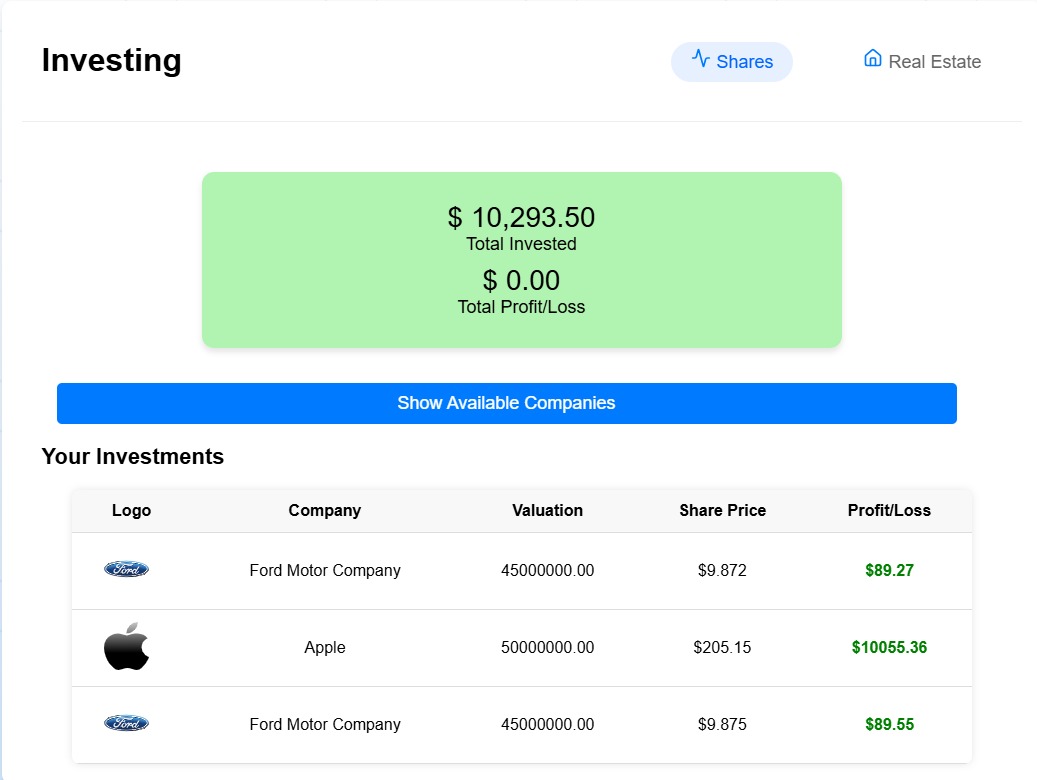 Investing
Shares
Real Estate
$ 10,293.50
Total Invested
$ 0.00
Total Profit/Loss
Show Available Companies
Your Investments
Logo Company Valuation Share Price Profit/Loss
Ford Ford Motor Company 45000000.00 $9.872 $89.27
Apple 50000000.00 $205.15 $10055.36
Ford Ford Motor Company 45000000.00 $9.875 $89.55